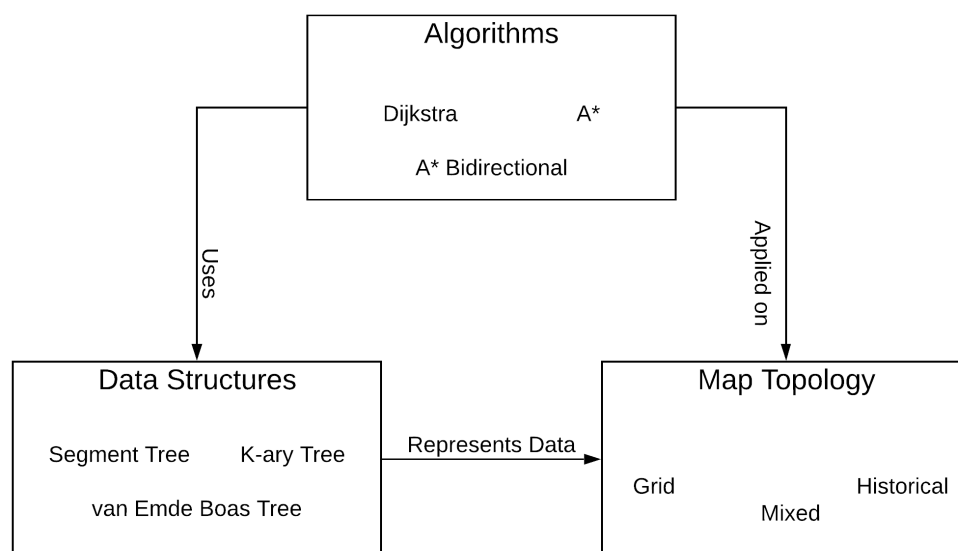 Algorithms
Dijkstra A*
A* Bidirectional
Uses
Applied on
Data Structures
Segment Tree K-ary Tree
van Emde Boas Tree
Represents Data
Map Topology
Grid Historical
Mixed